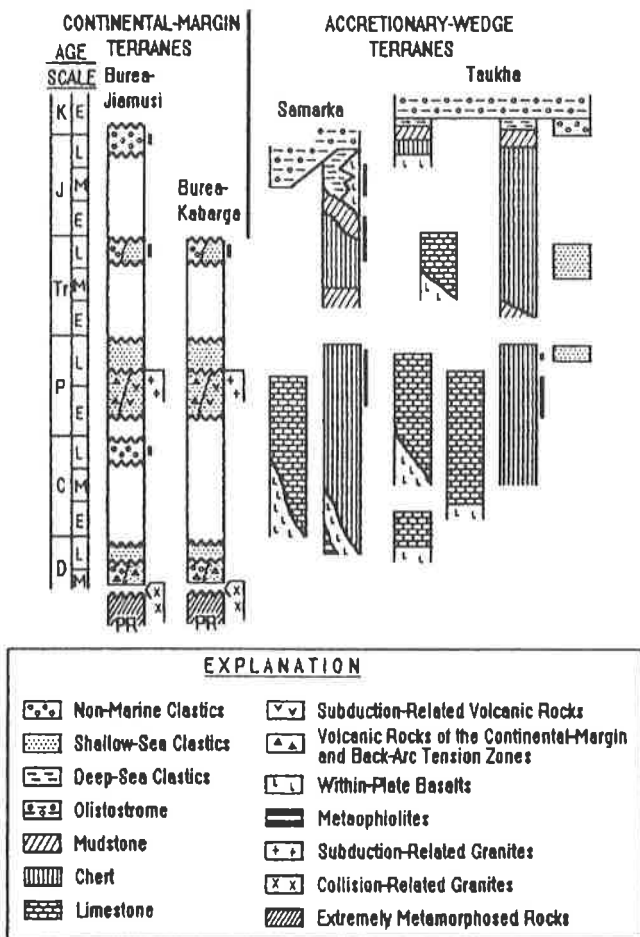 CONTINENTAL-MARGIN
TERRANES
ACCRETIONARY-WEDGE
TERRANES
AGE
SCALE
Burea-
Jiamusi
Burea-
Kabarga
Samarka
Taukha
K E
J L
M
E
Tr L
M
E
P L
E
C L
M
E
D L
M
PR
PR
EXPLANATION
Non-Marine Clastics
Shallow-Sea Clastics
Deep-Sea Clastics
Olistostrome
Mudstone
Chert
Limestone
Subduction-Related Volcanic Rocks
Volcanic Rocks of the Continental-Margin
and Back-Arc Tension Zones
Within-Plate Basalts
Metaophiolites
Subduction-Related Granites
Collision-Related Granites
Extremely Metamorphosed Rocks